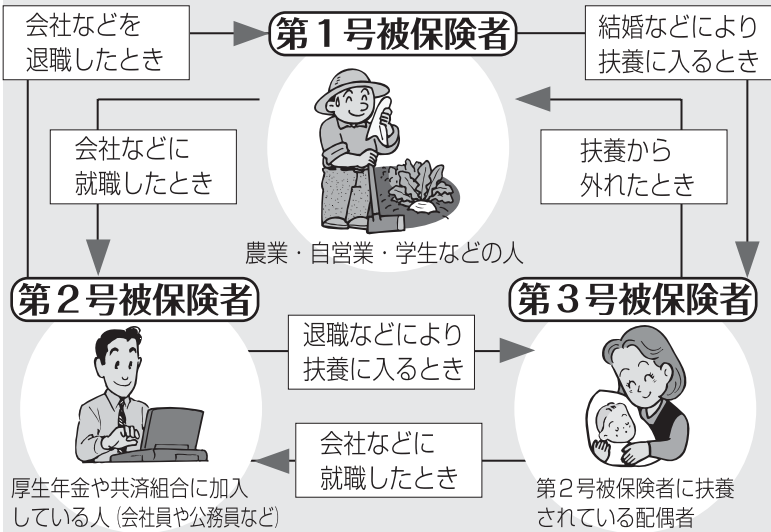 会社などを
退職したとき
第1号被保険者
結婚などにより
扶養に入るとき
会社などに
就職したとき
扶養から
外れたとき
農業・自営業・学生などの人
第2号被保険者
第3号被保険者
退職などにより
扶養に入るとき
会社などに
就職したとき
厚生年金や共済組合に加入
している人(会社員や公務員など)
第2号被保険者に扶養
されている配偶者